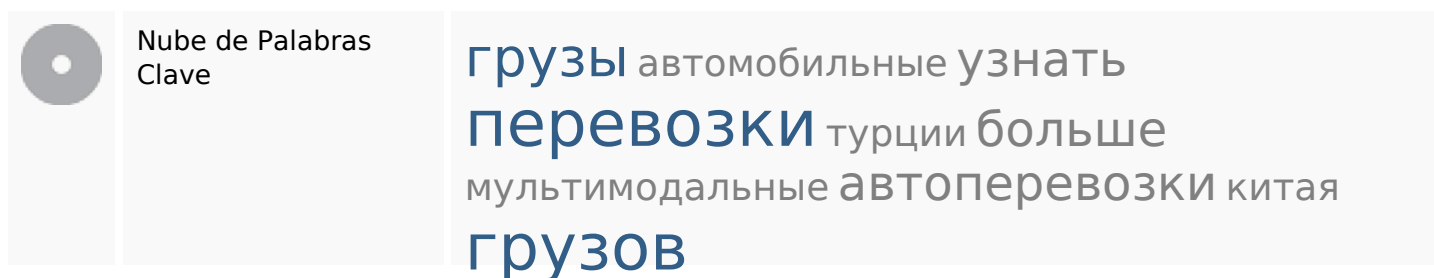 Nube de Palabras
Clave
грузы автомобильные узнать
перевозки турции больше
мультимодальные автоперевозки китая
грузов